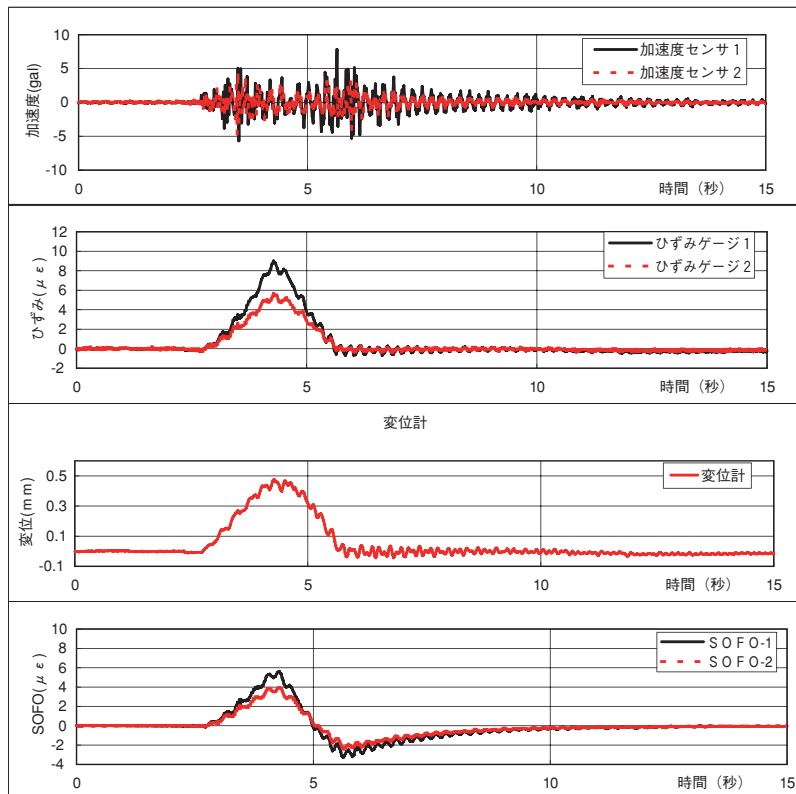 加速度(gal)
10
5
0
-5
-10
加速度センサ1
加速度センサ2
0 5 10 時間（秒） 15
ひずみ(με)
12
10
8
6
4
2
0
-2
ひずみゲージ1
ひずみゲージ2
0 5 10 時間（秒） 15
変位計
変位(mm)
0.5
0.3
0.1
-0.1
変位計
0 5 10 時間（秒） 15
SOFO(με)
10
8
6
4
2
0
-2
-4
SOFO-1
SOFO-2
0 5 10 時間（秒） 15